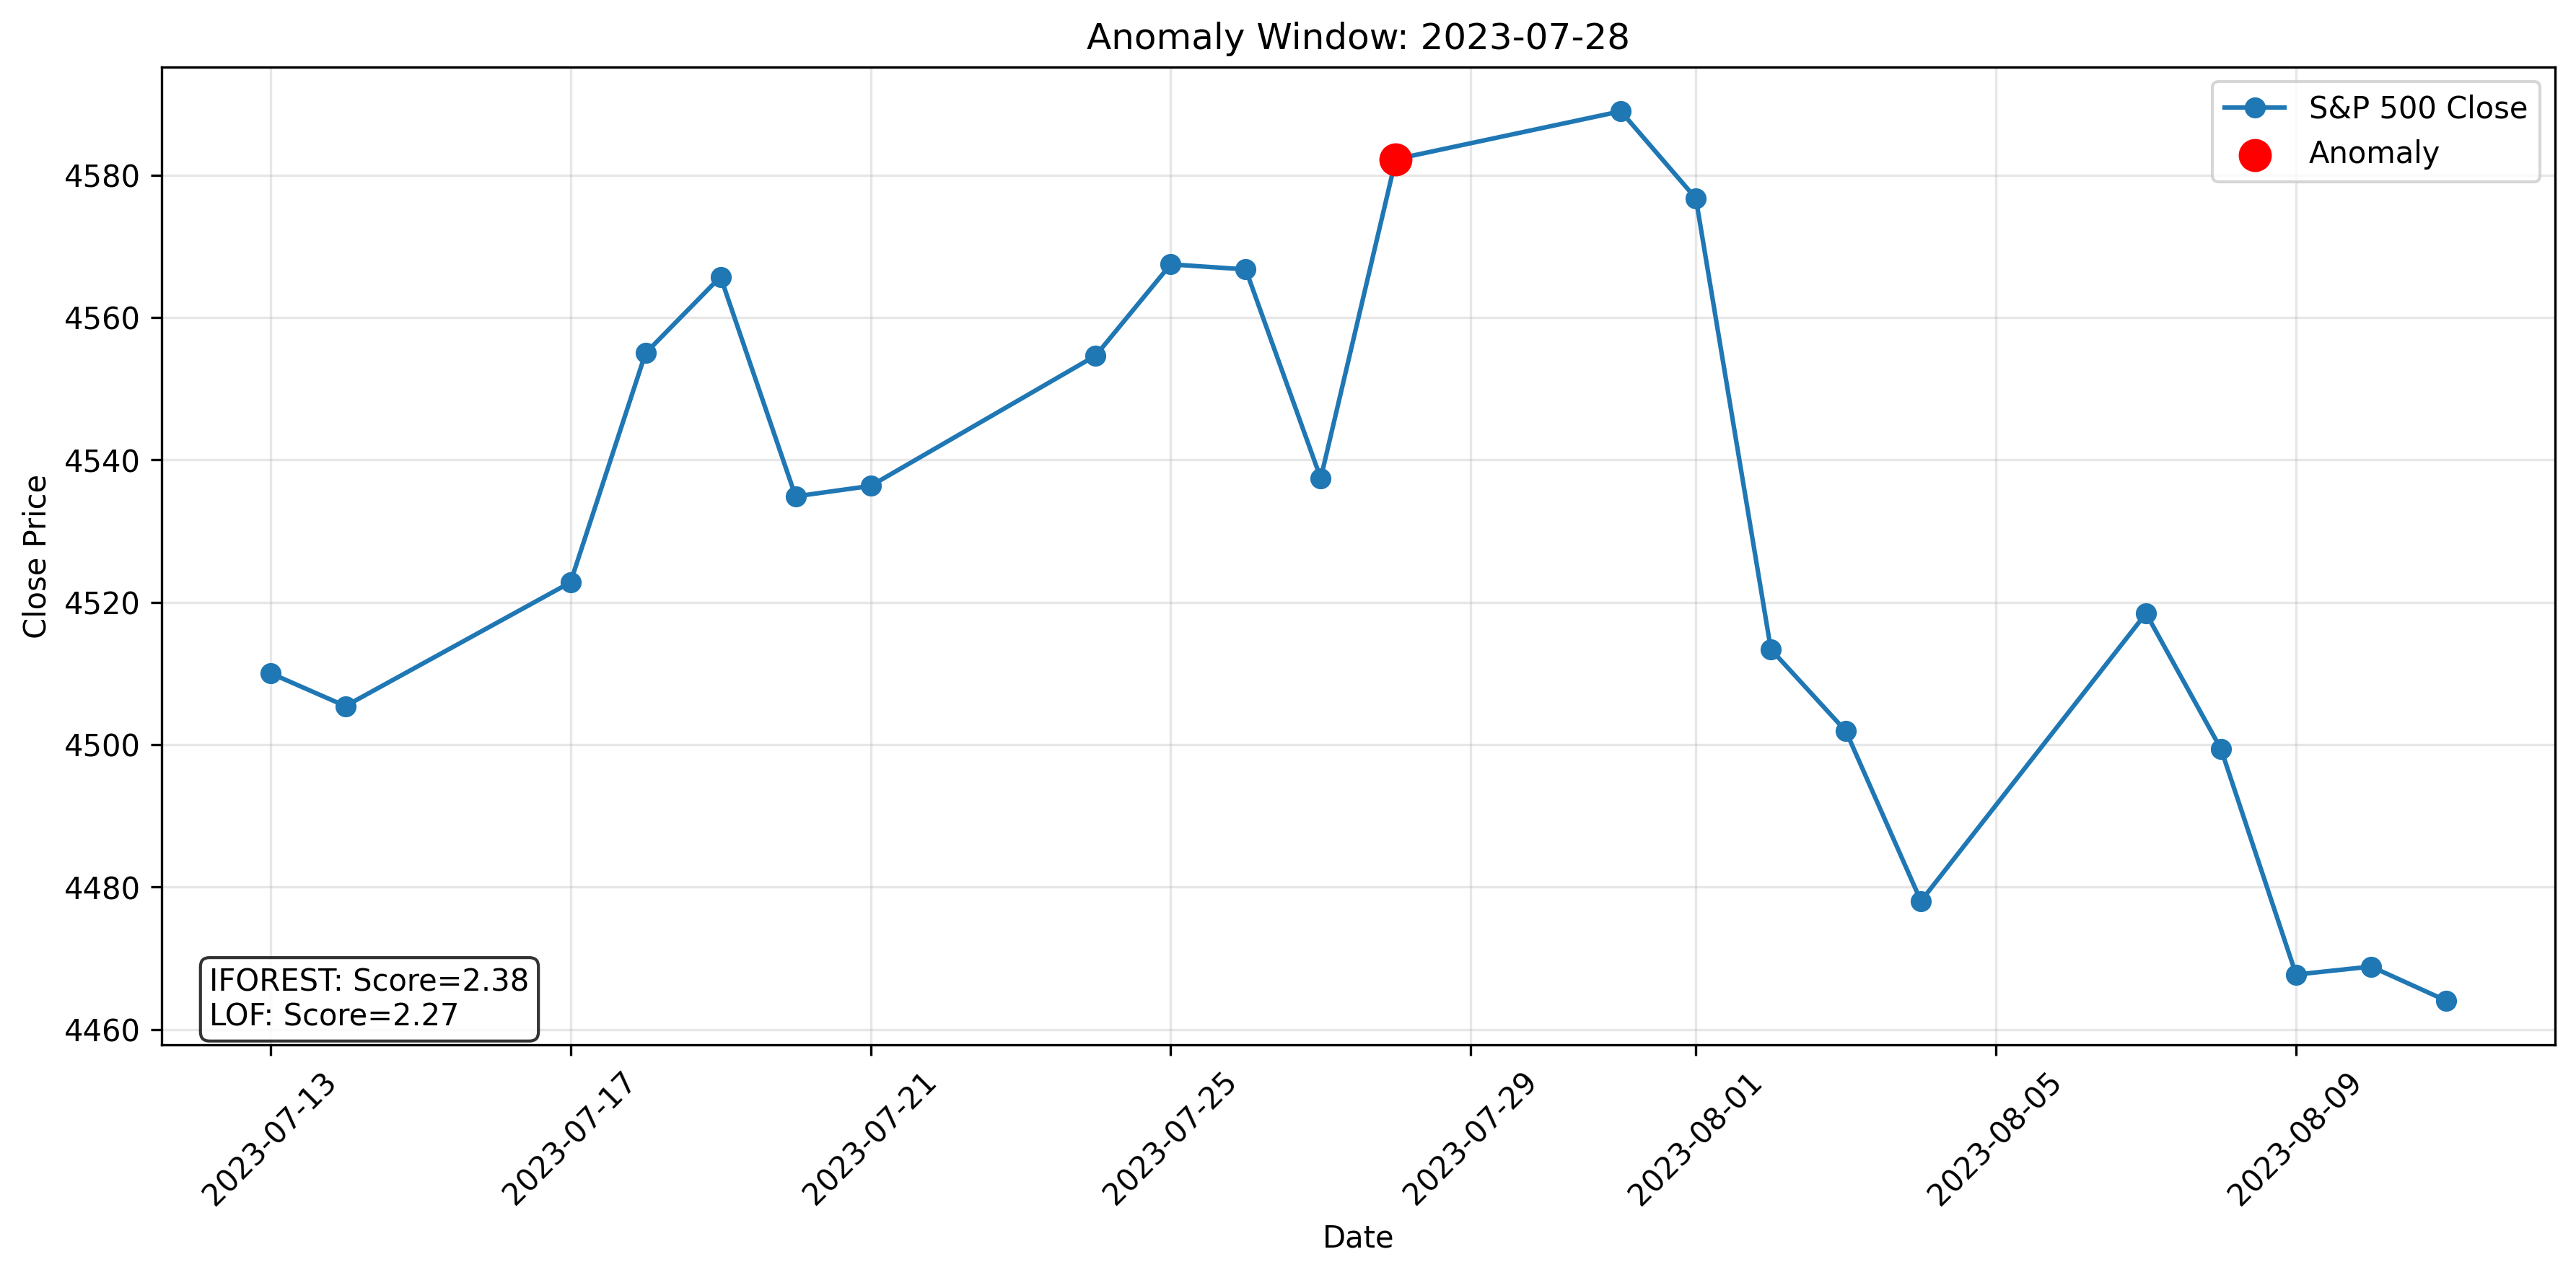 Anomaly Window: 2023-07-28
S&P 500 Close
Anomaly
Close Price
4580
4560
4540
4520
4500
4480
4460
IFOREST: Score=2.38
LOF: Score=2.27
2023-07-13
2023-07-17
2023-07-21
2023-07-25
2023-07-29
2023-08-01
2023-08-05
2023-08-09
Date